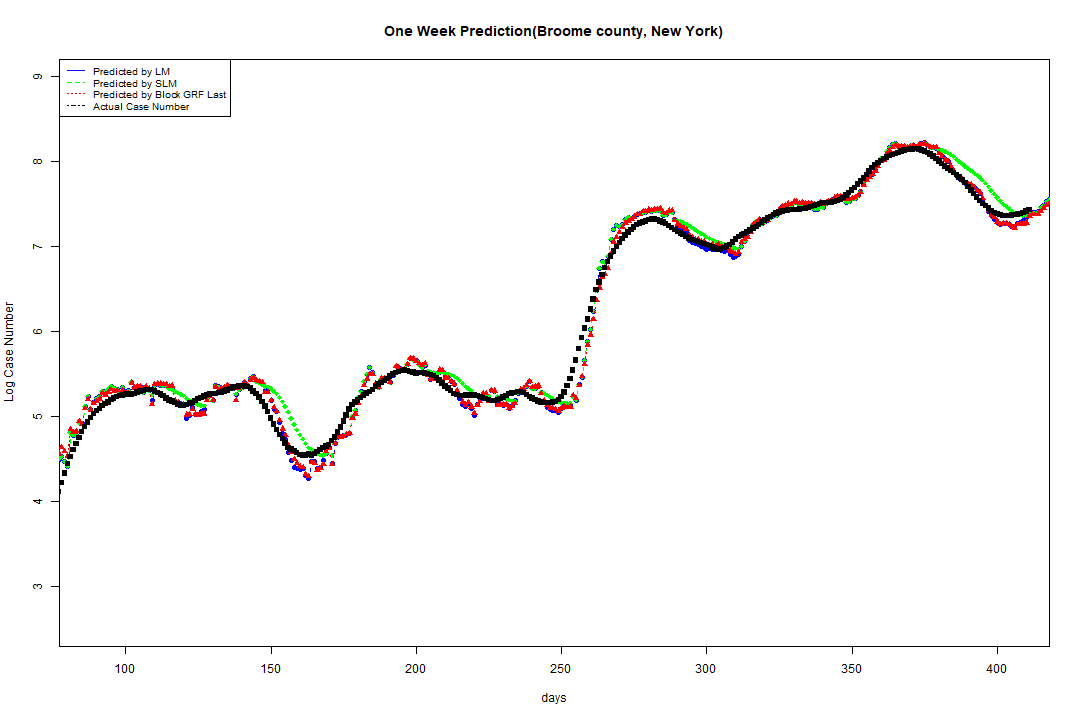 One Week Prediction(Broome county, New York)
Predicted by LM
Predicted by SLM
Predicted by Block GRF Last
Actual Case Number
9
8
7
6
5
4
3
Log Case Number
100 150 200 250 300 350 400
days